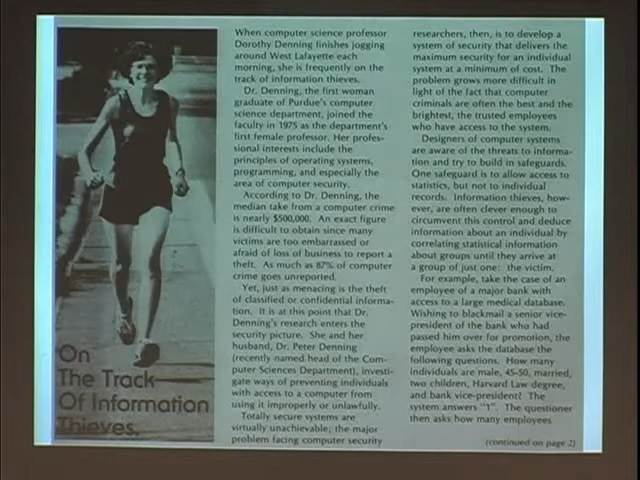 On
The Track
Of Information
Thieves.
When computer science professor
Dorothy Denning finishes jogging
around West Lafayette each
morning, she is frequently on the
track of information thieves.
Dr. Denning, the first woman
graduate of Purdue's computer
science department, joined the
faculty in 1975 as the department's
first female professor. Her profes-
sional interests include the
principles of operating systems,
programming, and especially the
area of computer security.
According to Dr. Denning, the
median take from a computer crime
is nearly $500,000. An exact figure
is difficult to obtain since many
victims are too embarrassed or
afraid of loss of business to report a
theft. As much as 87% of computer
crime goes unreported.
Yet, just as menacing is the theft
of classified or confidential informa-
tion. It is at this point that Dr.
Denning's research enters the
security picture. She and her
husband, Dr. Peter Denning
(recently named head of the Com-
puter Sciences Department), investi-
gate ways of preventing individuals
with access to a computer from
using it improperly or unlawfully.
Totally secure systems are
virtually unachievable; the major
problem facing computer security
researchers, then, is to develop a
system of security that delivers the
maximum security for an individual
system at a minimum of cost. The
problem grows more difficult in
light of the fact that computer
criminals are often the best and the
brightest, the trusted employees
who have access to the system.
Designers of computer systems
are aware of the threats to informa-
tion and try to build in safeguards.
One safeguard is to allow access to
statistics, but not to individual
records. Information thieves, how-
ever, are often clever enough to
circumvent this control and deduce
information about an individual by
correlating statistical information
about groups until they arrive at
a group of just one: the victim.
For example, take the case of an
employee of a major bank with
access to a large medical database.
Wishing to blackmail a senior vice-
president of the bank who had
passed him over for promotion, the
employee asks the database the
following questions. How many
individuals are male, 45-50, married,
two children, Harvard Law degree,
and bank vice-president? The
system answers "1". The questioner
then asks how many employees
(continued on page 2)